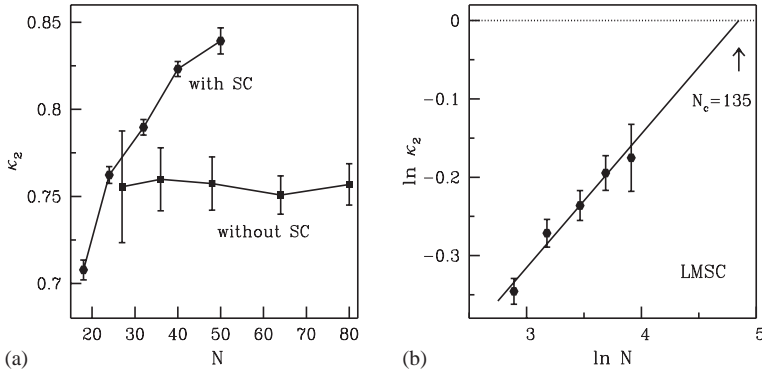 0.85
0.8
0.75
0.7
κ₂
with SC
without SC
20 30 40 50 60 70 80
N
(a)
0
-0.1
-0.2
-0.3
ln κ₂
N_c=135
LMSC
3 4 5
ln N
(b)